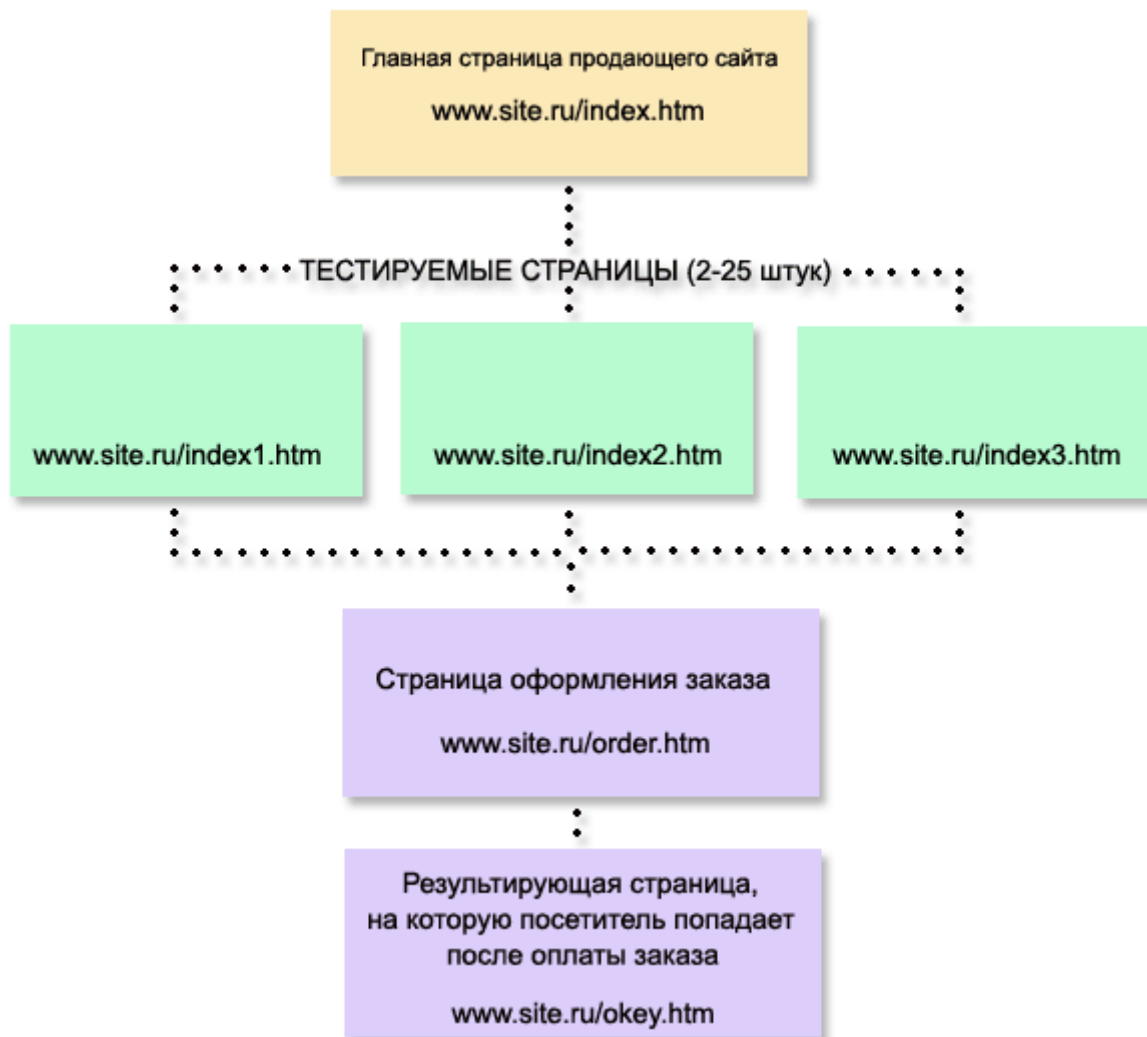 Главная страница продающего сайта
www.site.ru/index.htm
ТЕСТИРУЕМЫЕ СТРАНИЦЫ (2-25 штук)
www.site.ru/index1.htm
www.site.ru/index2.htm
www.site.ru/index3.htm
Страница оформления заказа
www.site.ru/order.htm
Результирующая страница,
на которую посетитель попадает
после оплаты заказа
www.site.ru/okey.htm